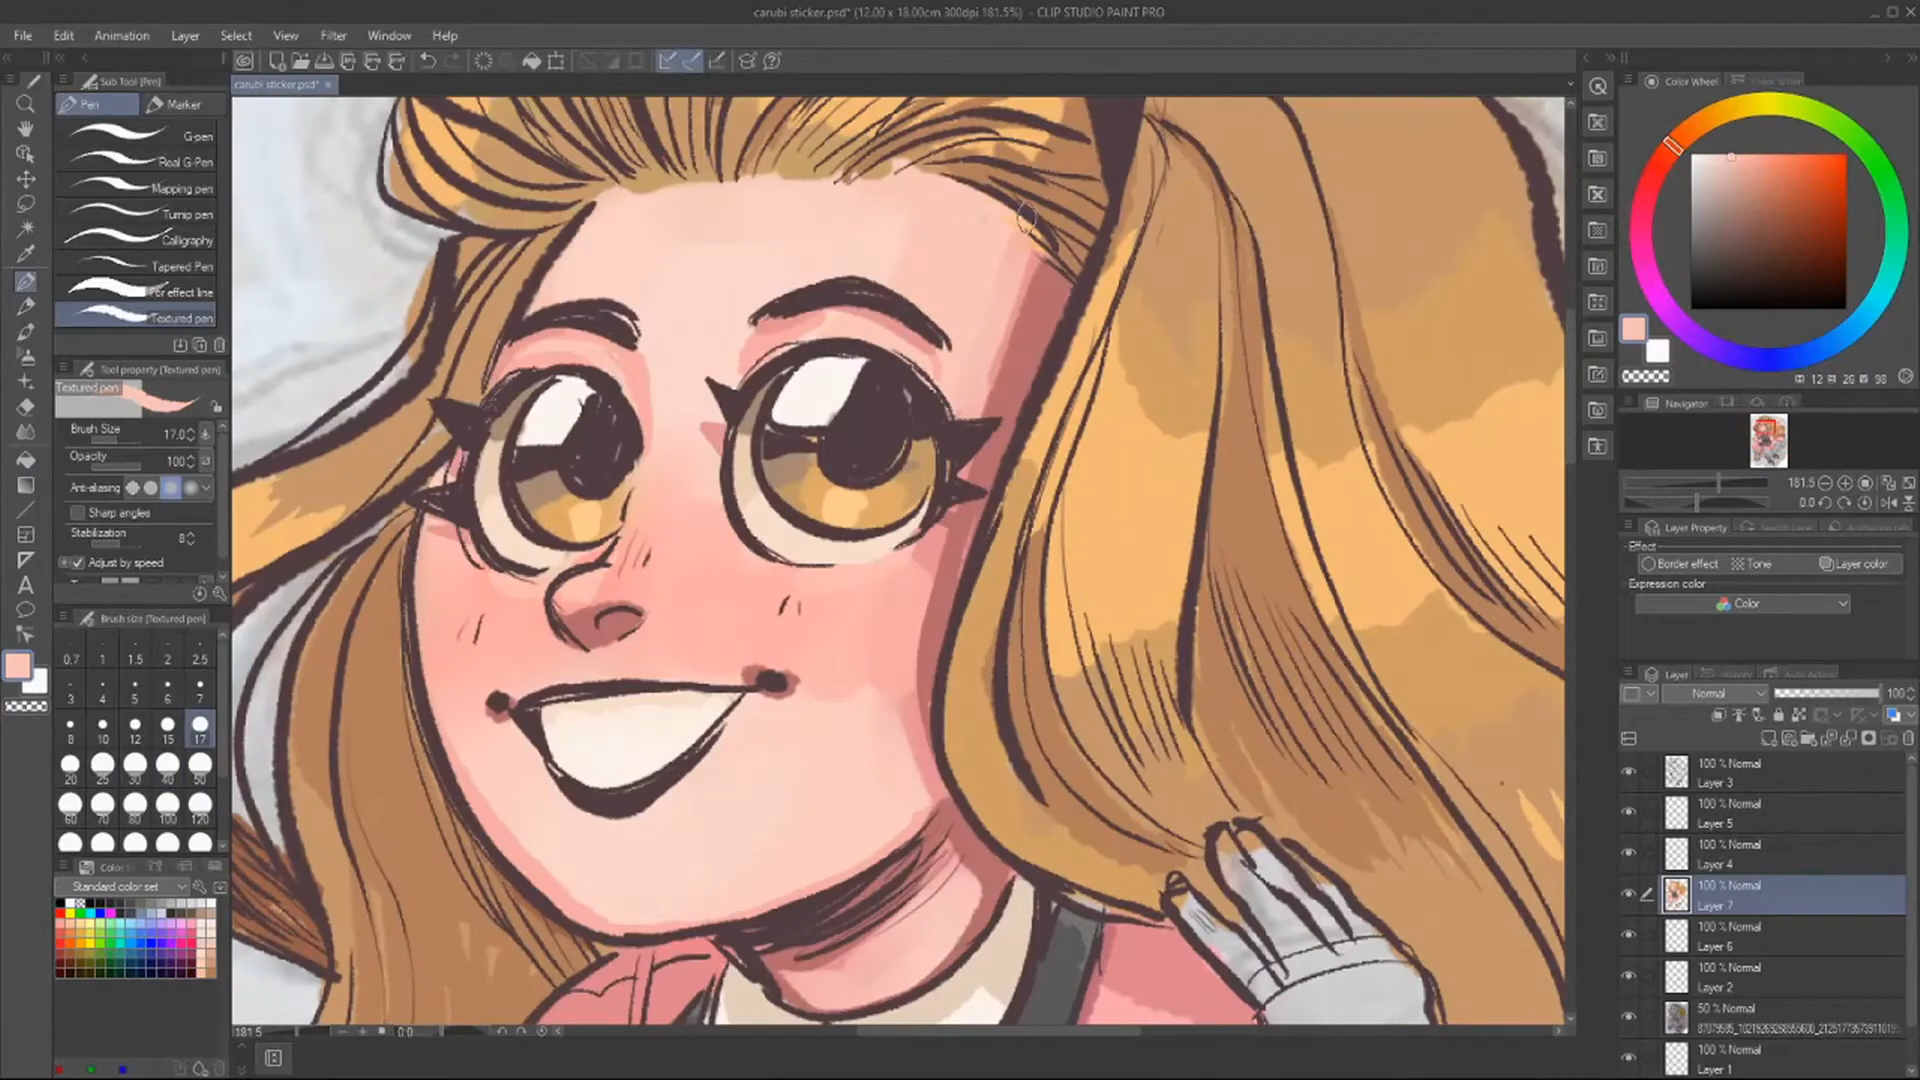 carubi sticker.psd* (12.00 x 18.00cm 300dpi 181.5%) - CLIP STUDIO PAINT PRO
File Edit Animation Layer Select View Filter Window Help
Sub Tool [Pen]
carubi sticker.psd*
Color Wheel
Pen Marker
G-pen
Real G-Pen
Mapping pen
Turnip pen
Calligraphy
Tapered Pen
For effect line
Textured pen
Tool property [Textured pen]
Textured pen
Brush Size 17.0
Opacity 100
Anti-aliasing
Sharp angles
Stabilization 8
Adjust by speed
Brush size [Textured pen]
0.7 1 1.5 2 2.5
3 4 5 6 7
8 10 12 15 17
20 25 30 40 50
60 70 80 100 120
Color
Standard color set
181.5 0.0
12 26 98
Navigator
181.5
0.0
Layer Property
Effect
Border effect Tone Layer color
Expression color
Color
Layer
Normal 100
100 % Normal
Layer 3
100 % Normal
Layer 5
100 % Normal
Layer 4
100 % Normal
Layer 7
100 % Normal
Layer 6
100 % Normal
Layer 2
50 % Normal
100 % Normal
Layer 1